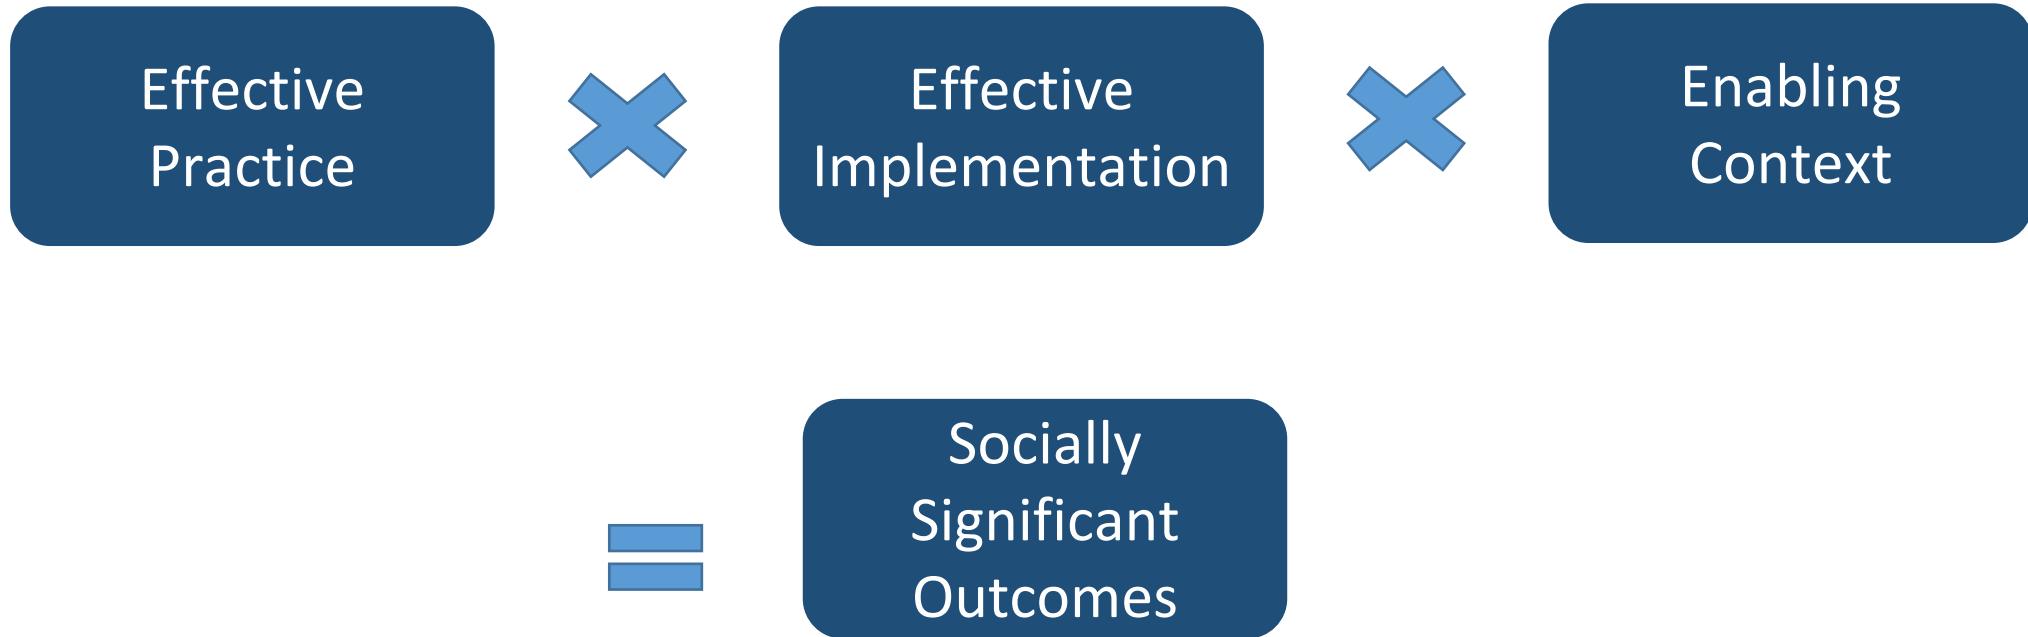 Effective
Practice
Effective
Implementation
Enabling
Context
Socially
Significant
Outcomes